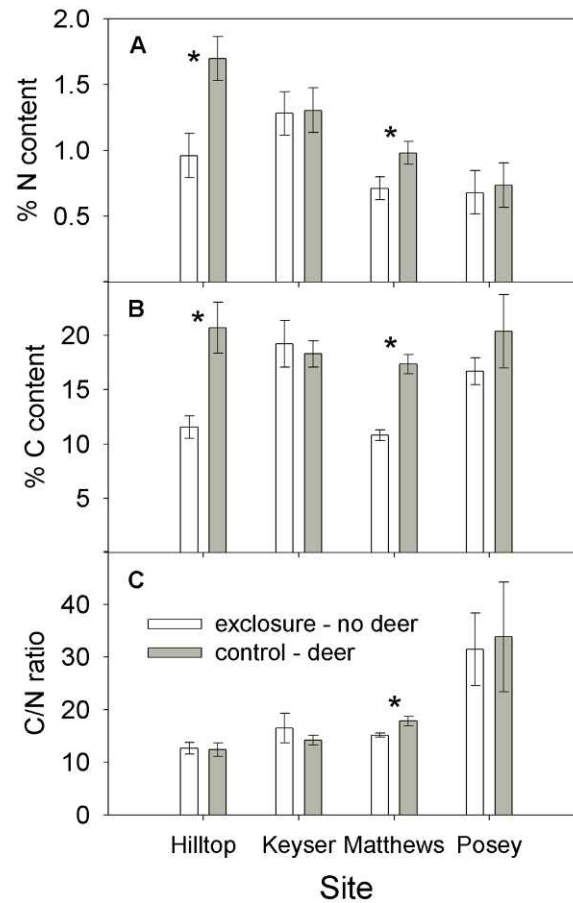 2.0
A
*
1.5
*
1.0
0.5
% N content
B
*
20
*
15
10
5
% C content
C
40
exclosure - no deer
control - deer
30
20
*
10
0
C/N ratio
Hilltop Keyser Matthews Posey
Site